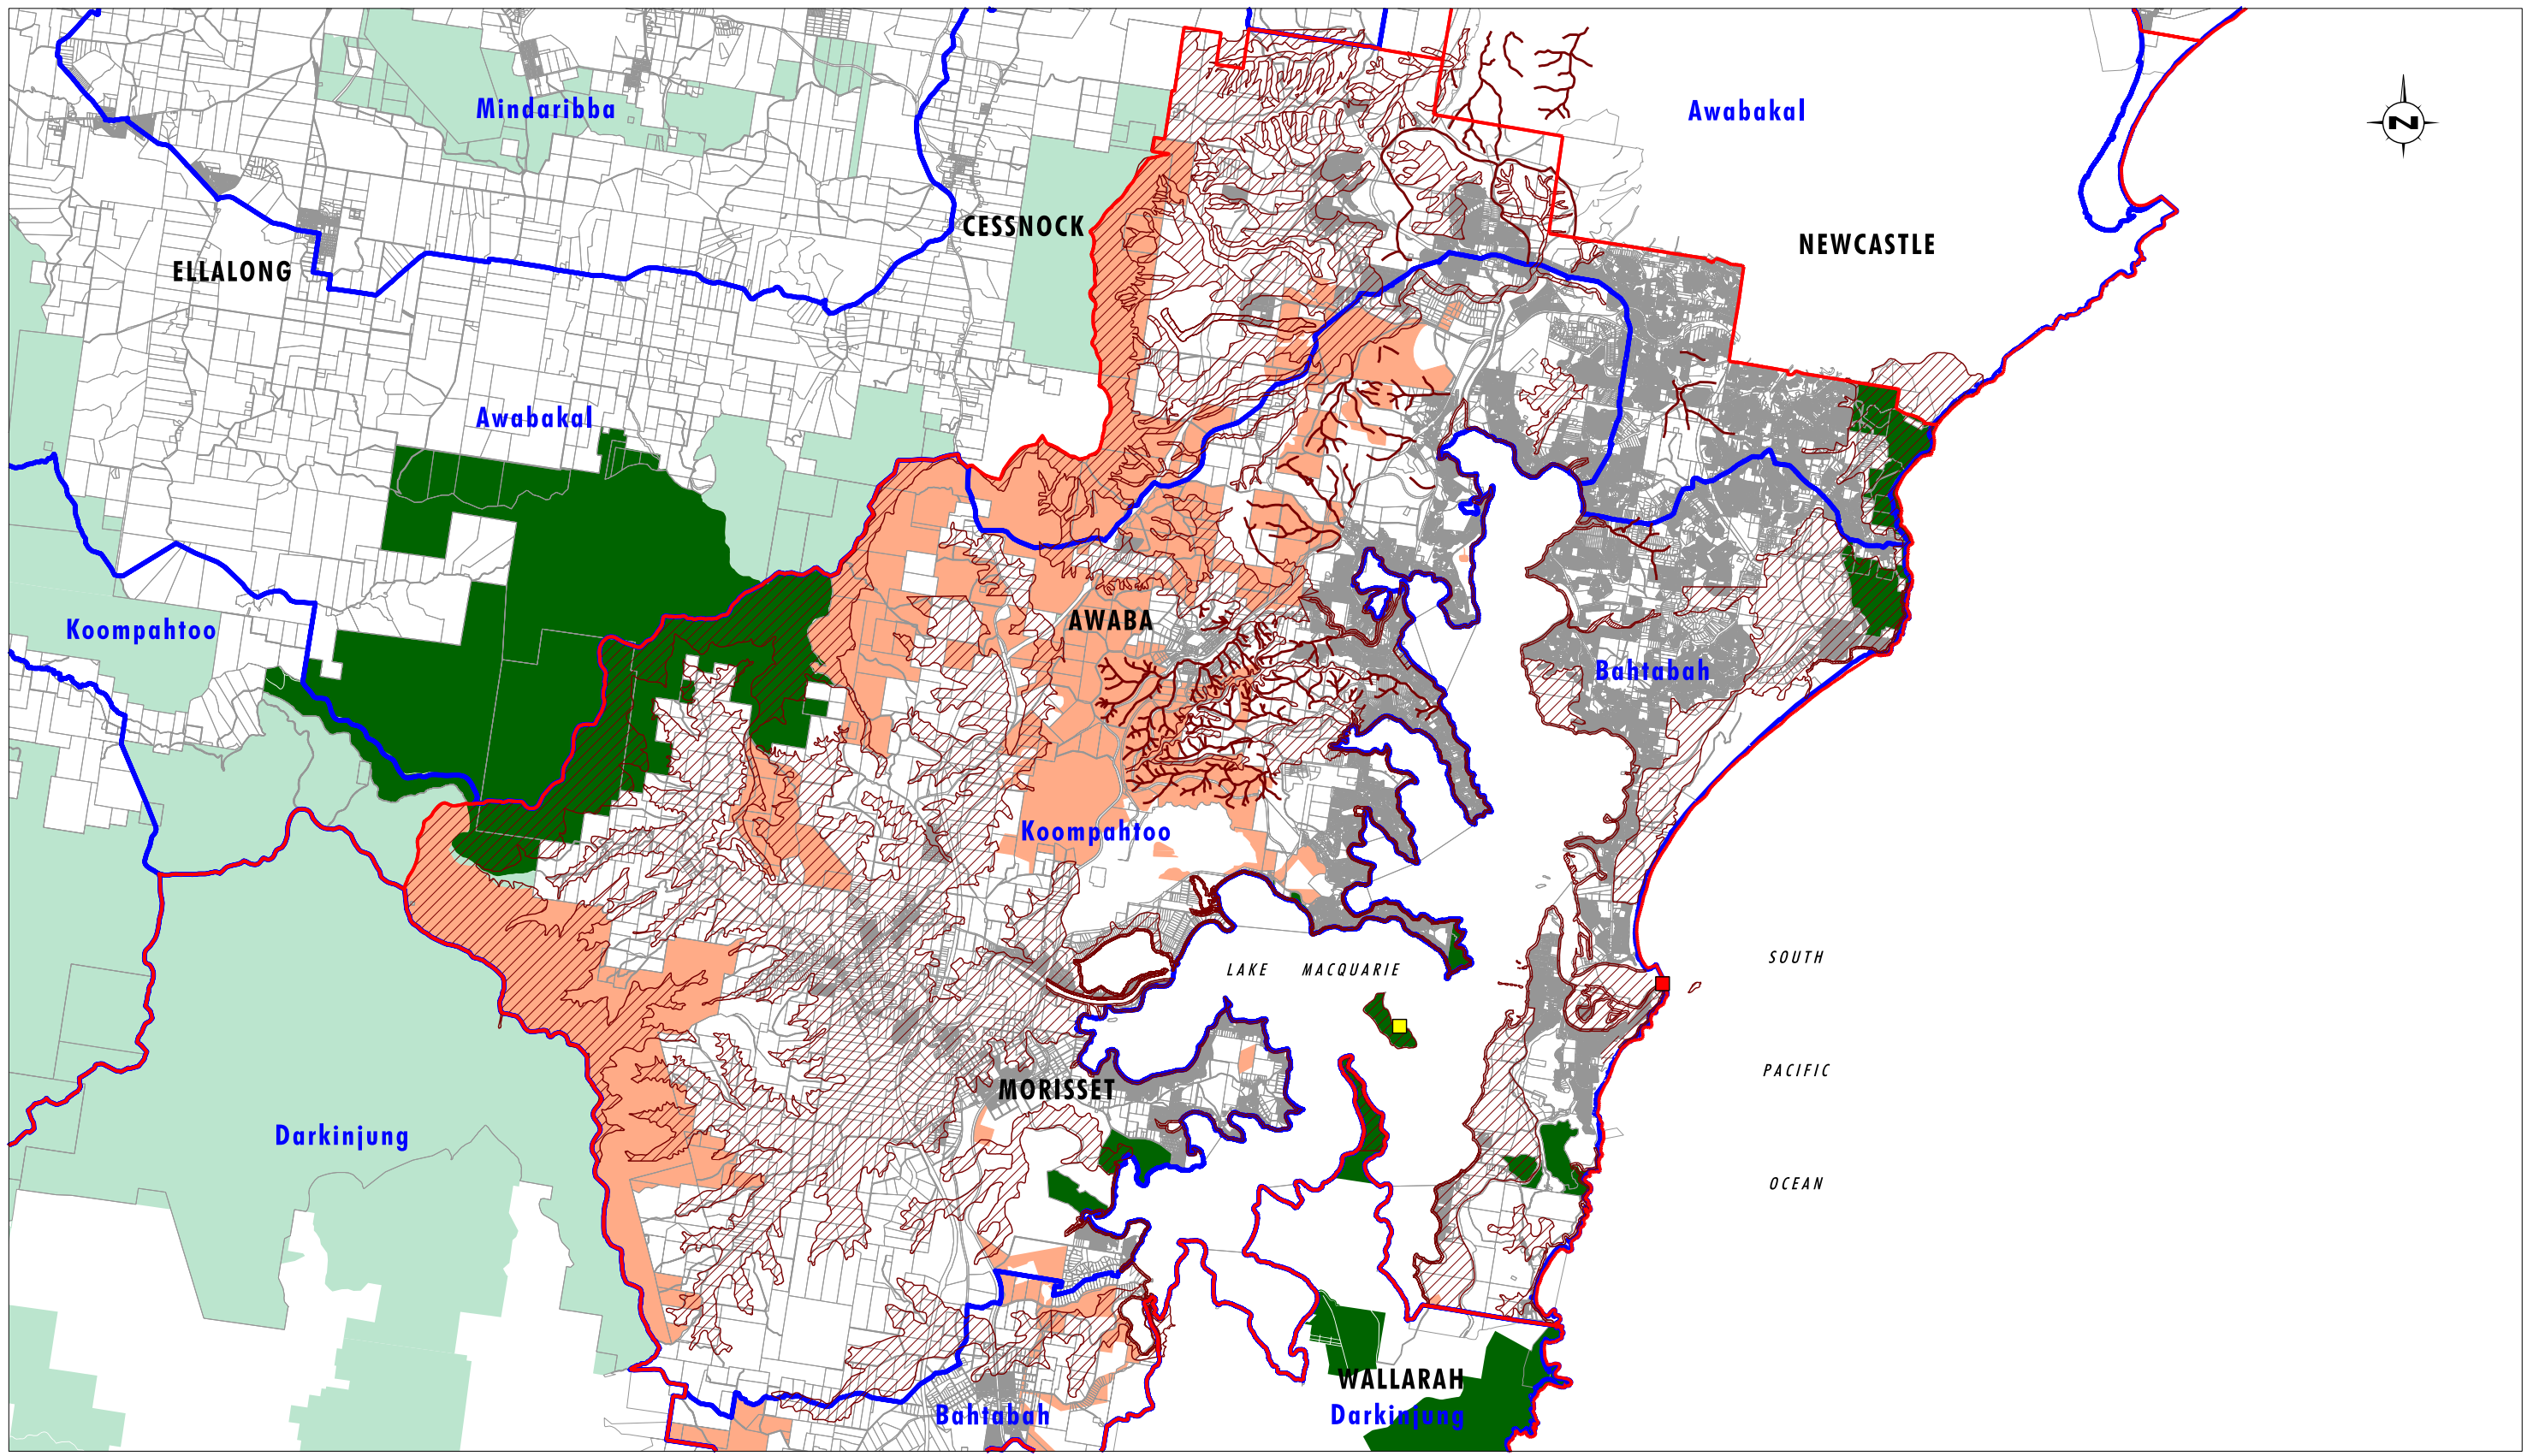 Mindaribba
Awabakal
N
CESSNOCK
NEWCASTLE
ELLALONG
Awabakal
AWABA
Koompahtoo
Bahtabah
Koompahtoo
SOUTH
LAKE MACQUARIE
PACIFIC
MORISSET
Darkinjung
OCEAN
WALLARAH
Bahtabah
Darkinjung